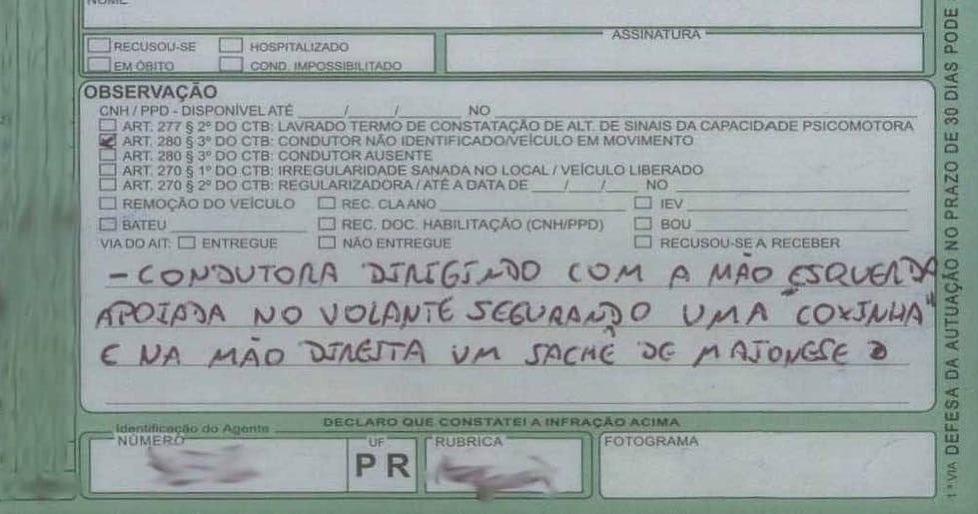 NOME
ASSINATURA
RECUSOU-SE HOSPITALIZADO
EM ÓBITO COND. IMPOSSIBILITADO
OBSERVAÇÃO
CNH / PPD - DISPONÍVEL ATÉ ____/____/____ NO
ART. 277 § 2º DO CTB: LAVRADO TERMO DE CONSTATAÇÃO DE ALT. DE SINAIS DA CAPACIDADE PSICOMOTORA
ART. 280 § 3º DO CTB: CONDUTOR NÃO IDENTIFICADO/VEÍCULO EM MOVIMENTO
ART. 280 § 3º DO CTB: CONDUTOR AUSENTE
ART. 270 § 1º DO CTB: IRREGULARIDADE SANADA NO LOCAL / VEÍCULO LIBERADO
ART. 270 § 2º DO CTB: REGULARIZADORA / ATÉ A DATA DE ___/___/___ NO
REMOÇÃO DO VEÍCULO REC. CLA ANO IEV
BATEU REC. DOC. HABILITAÇÃO (CNH/PPD) BOU
VIA DO AIT: ENTREGUE NÃO ENTREGUE RECUSOU-SE A RECEBER
- CONDUTORA DIRIGINDO COM A MÃO ESQUERDA
APOIADA NO VOLANTE SEGURANDO UMA "COXINHA"
E NA MÃO DIREITA UM SACHÊ DE MAIONESE
DECLARO QUE CONSTATEI A INFRAÇÃO ACIMA
Identificação do Agente
NÚMERO UF RUBRICA FOTOGRAMA
PR
1ª VIA DEFESA DA AUTUAÇÃO NO PRAZO DE 30 DIAS PODE